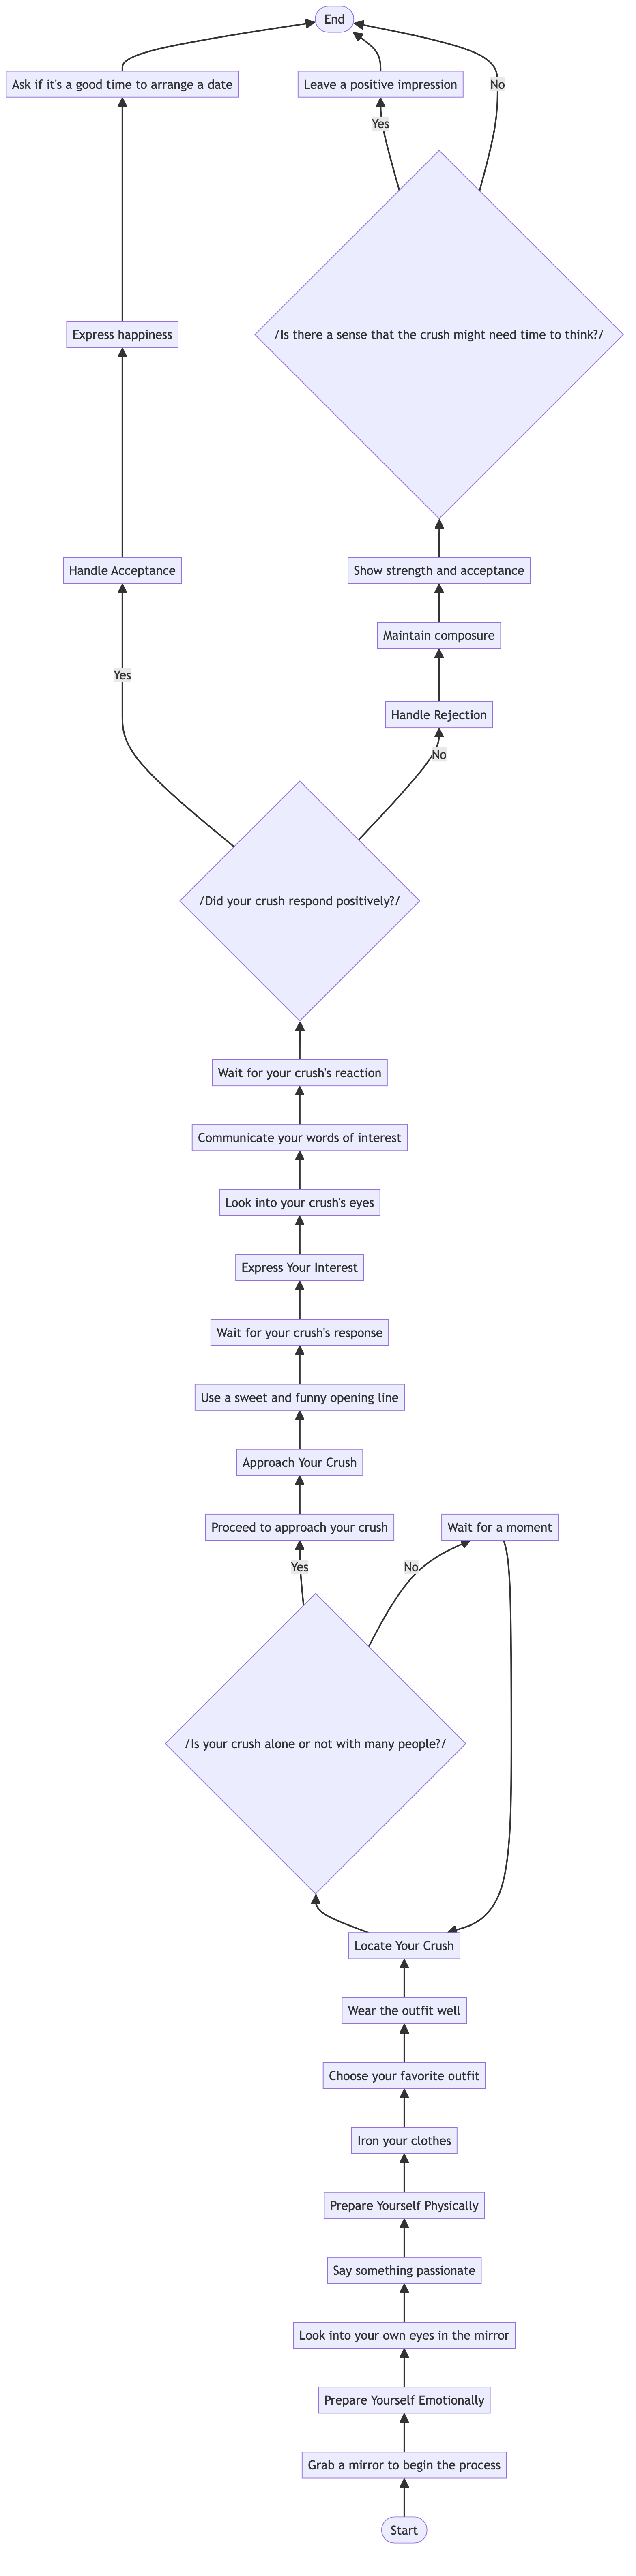 End
Ask if it's a good time to arrange a date
Leave a positive impression
No
Yes
Express happiness
/Is there a sense that the crush might need time to think?/
Handle Acceptance
Show strength and acceptance
Maintain composure
Yes
Handle Rejection
No
/Did your crush respond positively?/
Wait for your crush's reaction
Communicate your words of interest
Look into your crush's eyes
Express Your Interest
Wait for your crush's response
Use a sweet and funny opening line
Approach Your Crush
Proceed to approach your crush
Wait for a moment
Yes
No
/Is your crush alone or not with many people?/
Locate Your Crush
Wear the outfit well
Choose your favorite outfit
Iron your clothes
Prepare Yourself Physically
Say something passionate
Look into your own eyes in the mirror
Prepare Yourself Emotionally
Grab a mirror to begin the process
Start